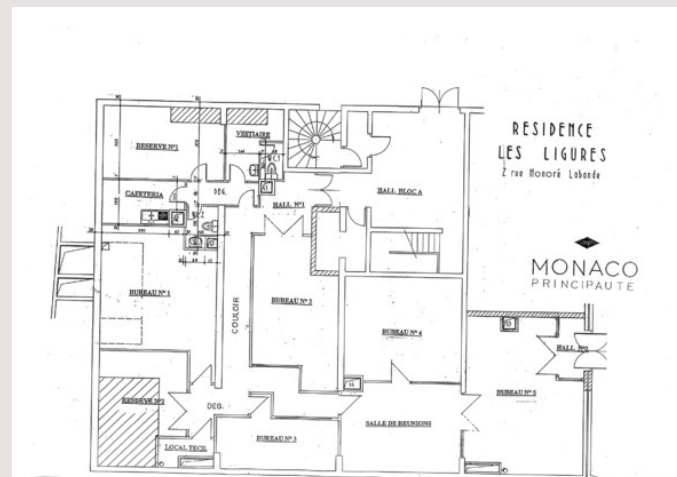 RESIDENCE
LES LIGURES
2 rue Honoré Labande
MONACO
PRINCIPAUTE
RESERVE N°1
VESTIAIRE
CAFETERIA
DEG.
HALL N°1
HALL BLOC A
BUREAU N° 1
COULOIR
BUREAU N° 2
BUREAU N° 4
HALL N°2
BUREAU N° 5
RESERVE N°2
DEG.
SALLE DE REUNIONS
BUREAU N° 3
LOCAL TECH.